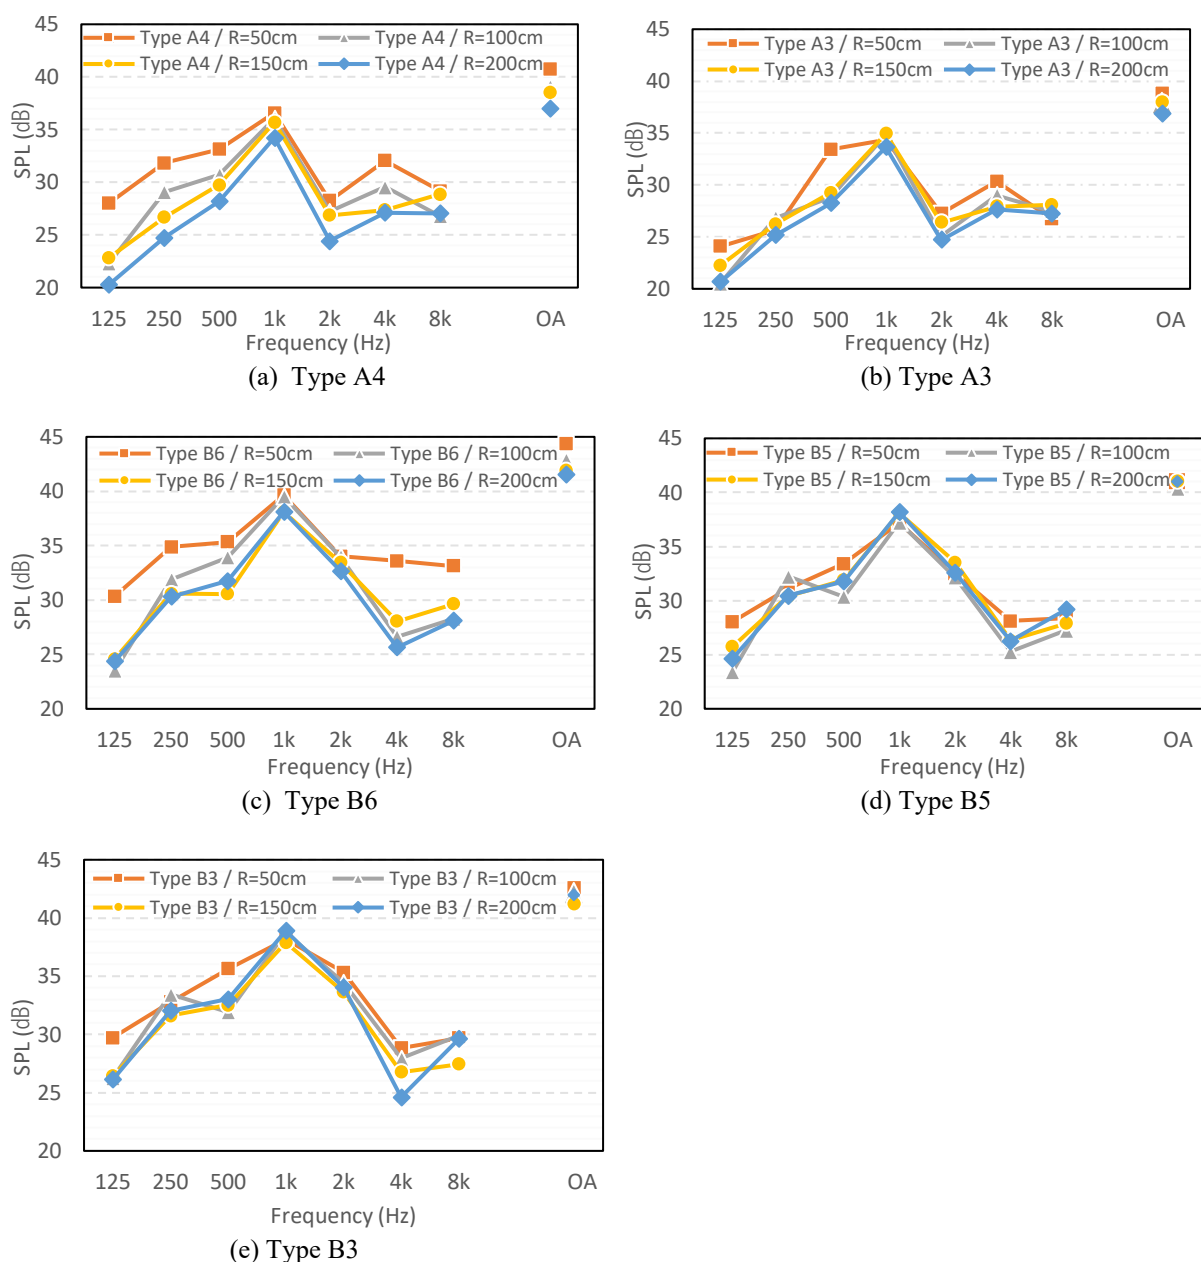 45
40
35
30
25
20
SPL (dB)
Type A4 / R=50cm Type A4 / R=100cm
Type A4 / R=150cm Type A4 / R=200cm
125 250 500 1k 2k 4k 8k OA
Frequency (Hz)
(a) Type A4
45
40
35
30
25
20
SPL (dB)
Type A3 / R=50cm Type A3 / R=100cm
Type A3 / R=150cm Type A3 / R=200cm
125 250 500 1k 2k 4k 8k OA
Frequency (Hz)
(b) Type A3
45
40
35
30
25
20
SPL (dB)
Type B6 / R=50cm Type B6 / R=100cm
Type B6 / R=150cm Type B6 / R=200cm
125 250 500 1k 2k 4k 8k OA
Frequency (Hz)
(c) Type B6
45
40
35
30
25
20
SPL (dB)
Type B5 / R=50cm Type B5 / R=100cm
Type B5 / R=150cm Type B5 / R=200cm
125 250 500 1k 2k 4k 8k OA
Frequency (Hz)
(d) Type B5
45
40
35
30
25
20
SPL (dB)
Type B3 / R=50cm Type B3 / R=100cm
Type B3 / R=150cm Type B3 / R=200cm
125 250 500 1k 2k 4k 8k OA
Frequency (Hz)
(e) Type B3